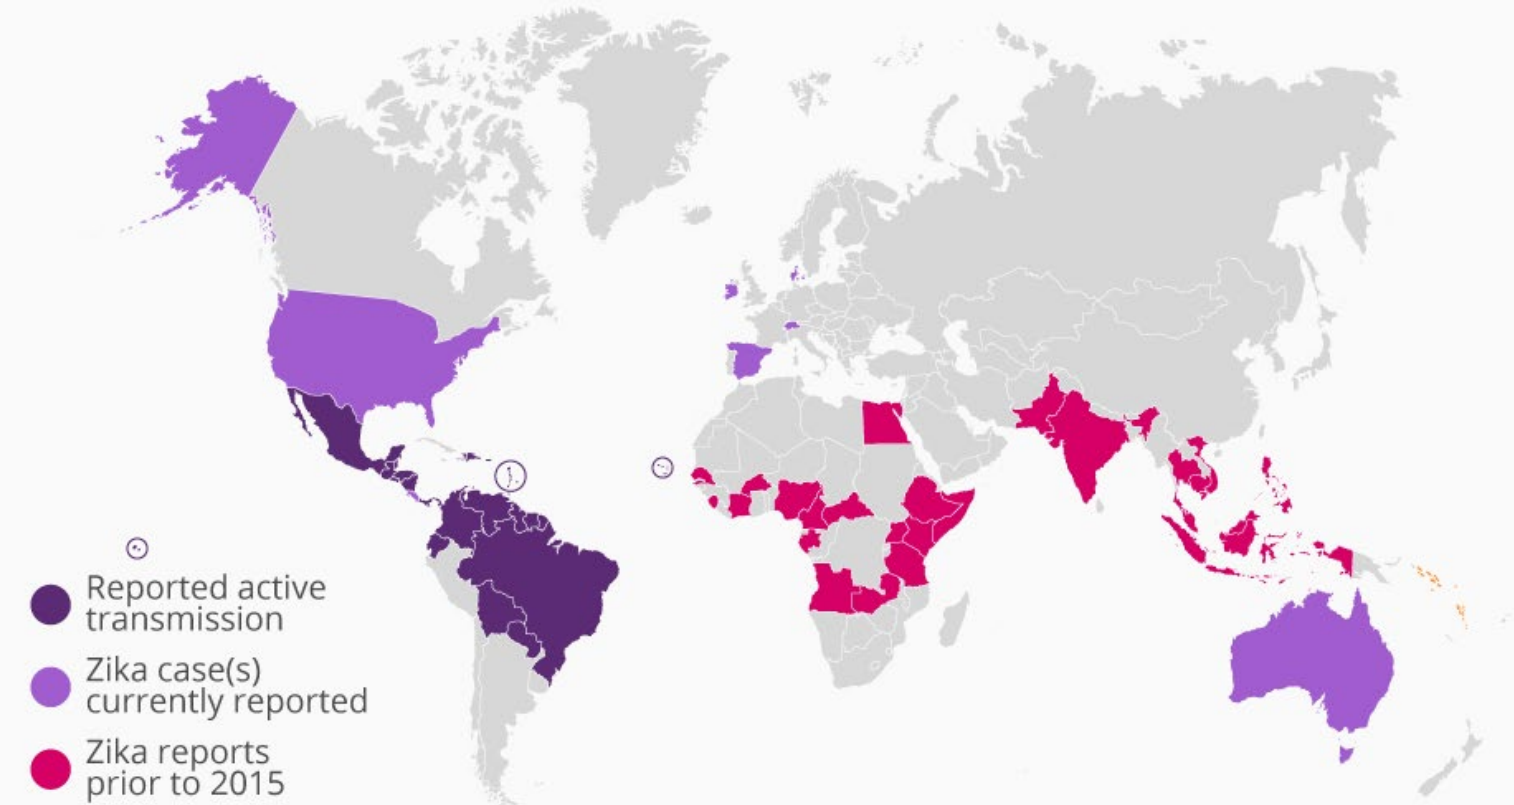 Reported active
transmission
Zika case(s)
currently reported
Zika reports
prior to 2015